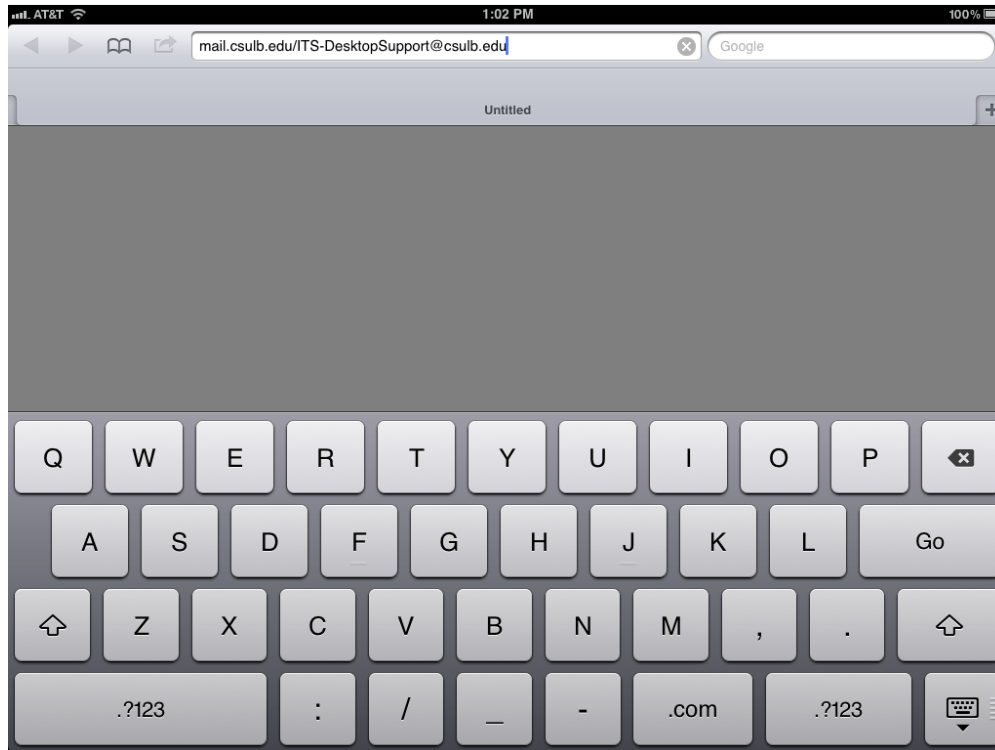 AT&T 1:02 PM 100%
mail.csulb.edu/ITS-DesktopSupport@csulb.edu Google
Untitled +
Q W E R T Y U I O P
A S D F G H J K L Go
Z X C V B N M , .
.?123 : / _ - .com .?123